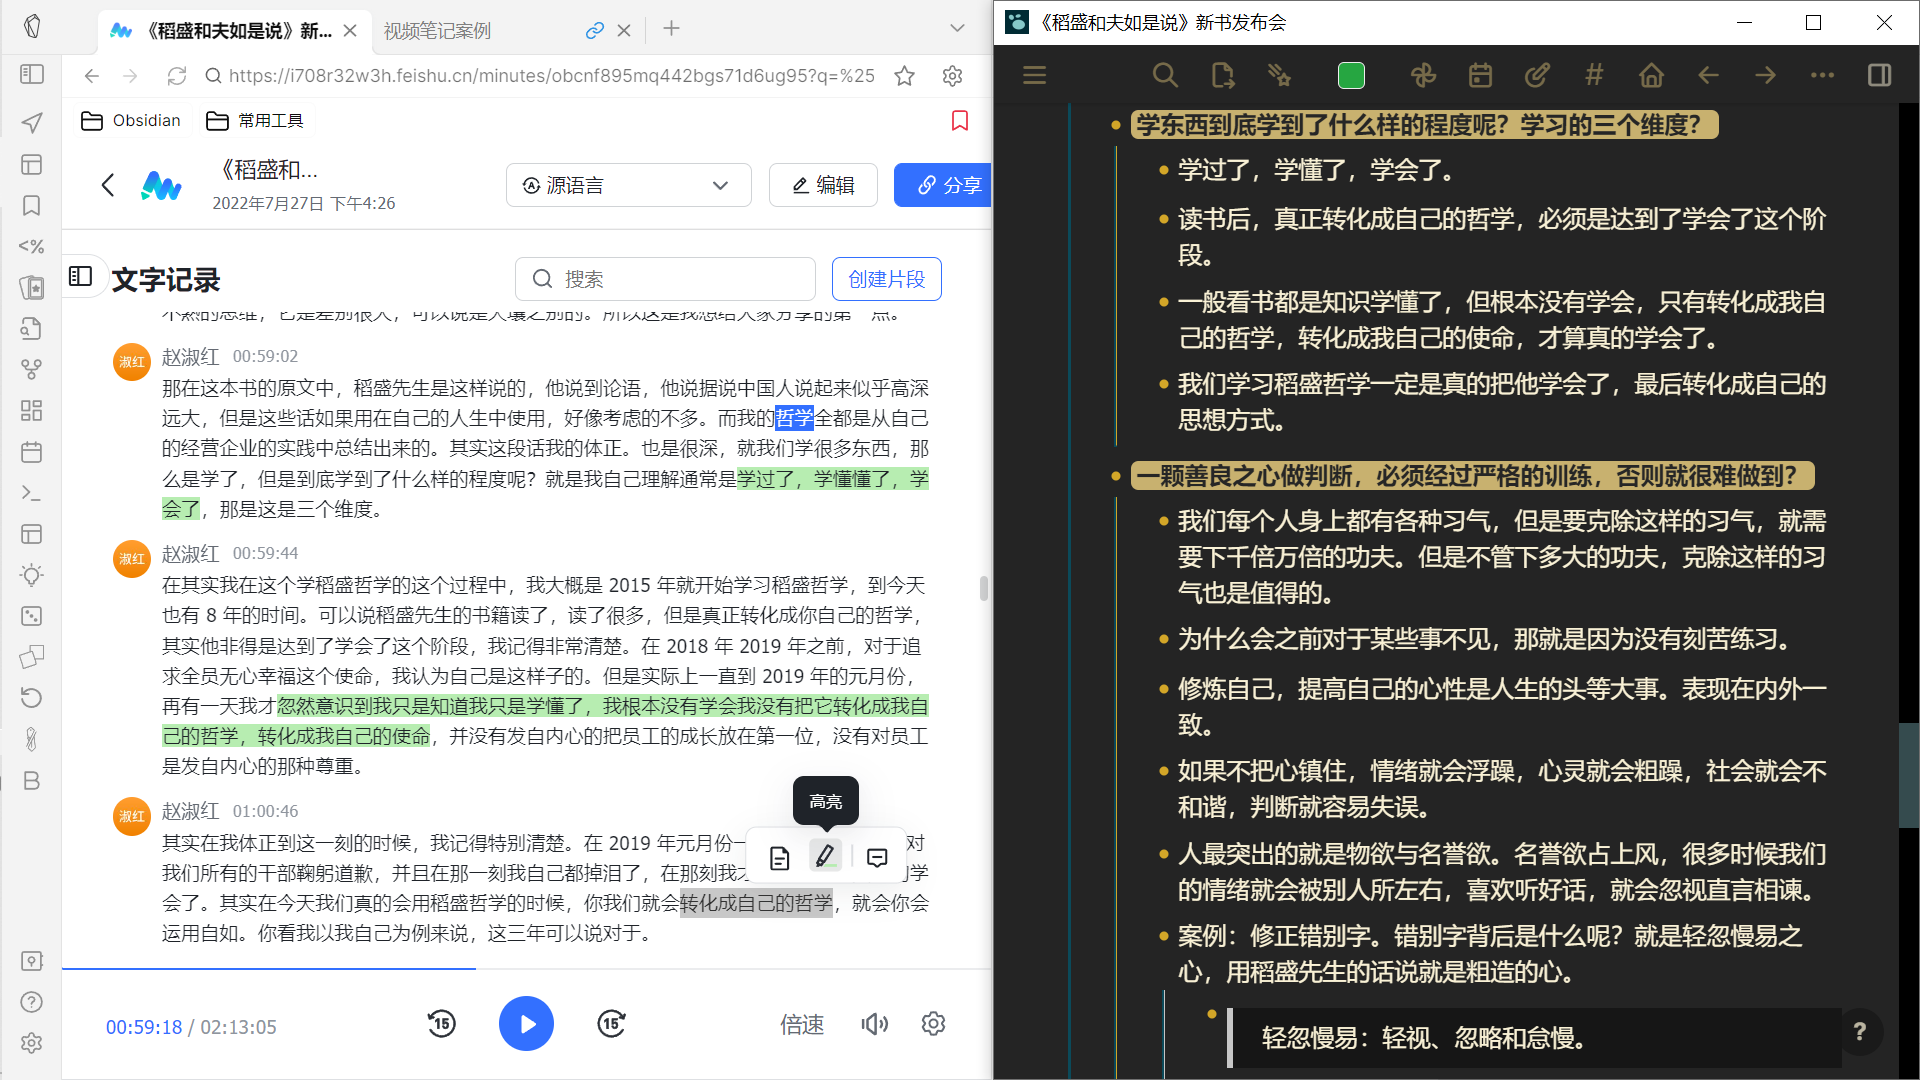 《稻盛和夫如是说》新...
视频笔记案例
https://i708r32w3h.feishu.cn/minutes/obcnf895mq442bgs71d6ug95?q=%25
Obsidian
常用工具
《稻盛和...
2022年7月27日 下午4:26
源语言
编辑
分享
文字记录
搜索
创建片段
淑红
赵淑红 00:59:02
那在这本书的原文中，稻盛先生是这样说的，他说到论语，他说据说中国人说起来似乎高深
远大，但是这些话如果用在自己的人生中使用，好像考虑的不多。而我的哲学全都是从自己
的经营企业的实践中总结出来的。其实这段话我的体正。也是很深，就我们学很多东西，那
么是学了，但是到底学到了什么样的程度呢？就是我自己理解通常是学过了，学懂懂了，学
会了，那是这是三个维度。
淑红
赵淑红 00:59:44
在其实我在这个学稻盛哲学的这个过程中，我大概是 2015 年就开始学习稻盛哲学，到今天
也有 8 年的时间。可以说稻盛先生的书籍读了，读了很多，但是真正转化成你自己的哲学，
其实他非得是达到了学会了这个阶段，我记得非常清楚。在 2018 年 2019 年之前，对于追
求全员无心幸福这个使命，我认为自己是这样子的。但是实际上一直到 2019 年的元月份，
再有一天我才忽然意识到我只是知道我只是学懂了，我根本没有学会我没有把它转化成我自
己的哲学，转化成我自己的使命，并没有发自内心的把员工的成长放在第一位，没有对员工
是发自内心的那种尊重。
淑红
赵淑红 01:00:46
高亮
其实在我体正到这一刻的时候，我记得特别清楚。在 2019 年元月份一 对
我们所有的干部鞠躬道歉，并且在那一刻我自己都掉泪了，在那刻我 学
会了。其实在今天我们真的会用稻盛哲学的时候，你我们就会转化成自己的哲学，就会你会
运用自如。你看我以我自己为例来说，这三年可以说对于。
00:59:18 / 02:13:05
15
15
倍速
《稻盛和夫如是说》新书发布会
学东西到底学到了什么样的程度呢？学习的三个维度？
学过了，学懂了，学会了。
读书后，真正转化成自己的哲学，必须是达到了学会了这个阶
段。
一般看书都是知识学懂了，但根本没有学会，只有转化成我自
己的哲学，转化成我自己的使命，才算真的学会了。
我们学习稻盛哲学一定是真的把他学会了，最后转化成自己的
思想方式。
一颗善良之心做判断，必须经过严格的训练，否则就很难做到？
我们每个人身上都有各种习气，但是要克除这样的习气，就需
要下千倍万倍的功夫。但是不管下多大的功夫，克除这样的习
气也是值得的。
为什么会之前对于某些事不见，那就是因为没有刻苦练习。
修炼自己，提高自己的心性是人生的头等大事。表现在内外一
致。
如果不把心镇住，情绪就会浮躁，心灵就会粗躁，社会就会不
和谐，判断就容易失误。
人最突出的就是物欲与名誉欲。名誉欲占上风，很多时候我们
的情绪就会被别人所左右，喜欢听好话，就会忽视直言相谏。
案例：修正错别字。错别字背后是什么呢？就是轻忽慢易之
心，用稻盛先生的话说就是粗造的心。
轻忽慢易：轻视、忽略和怠慢。
?